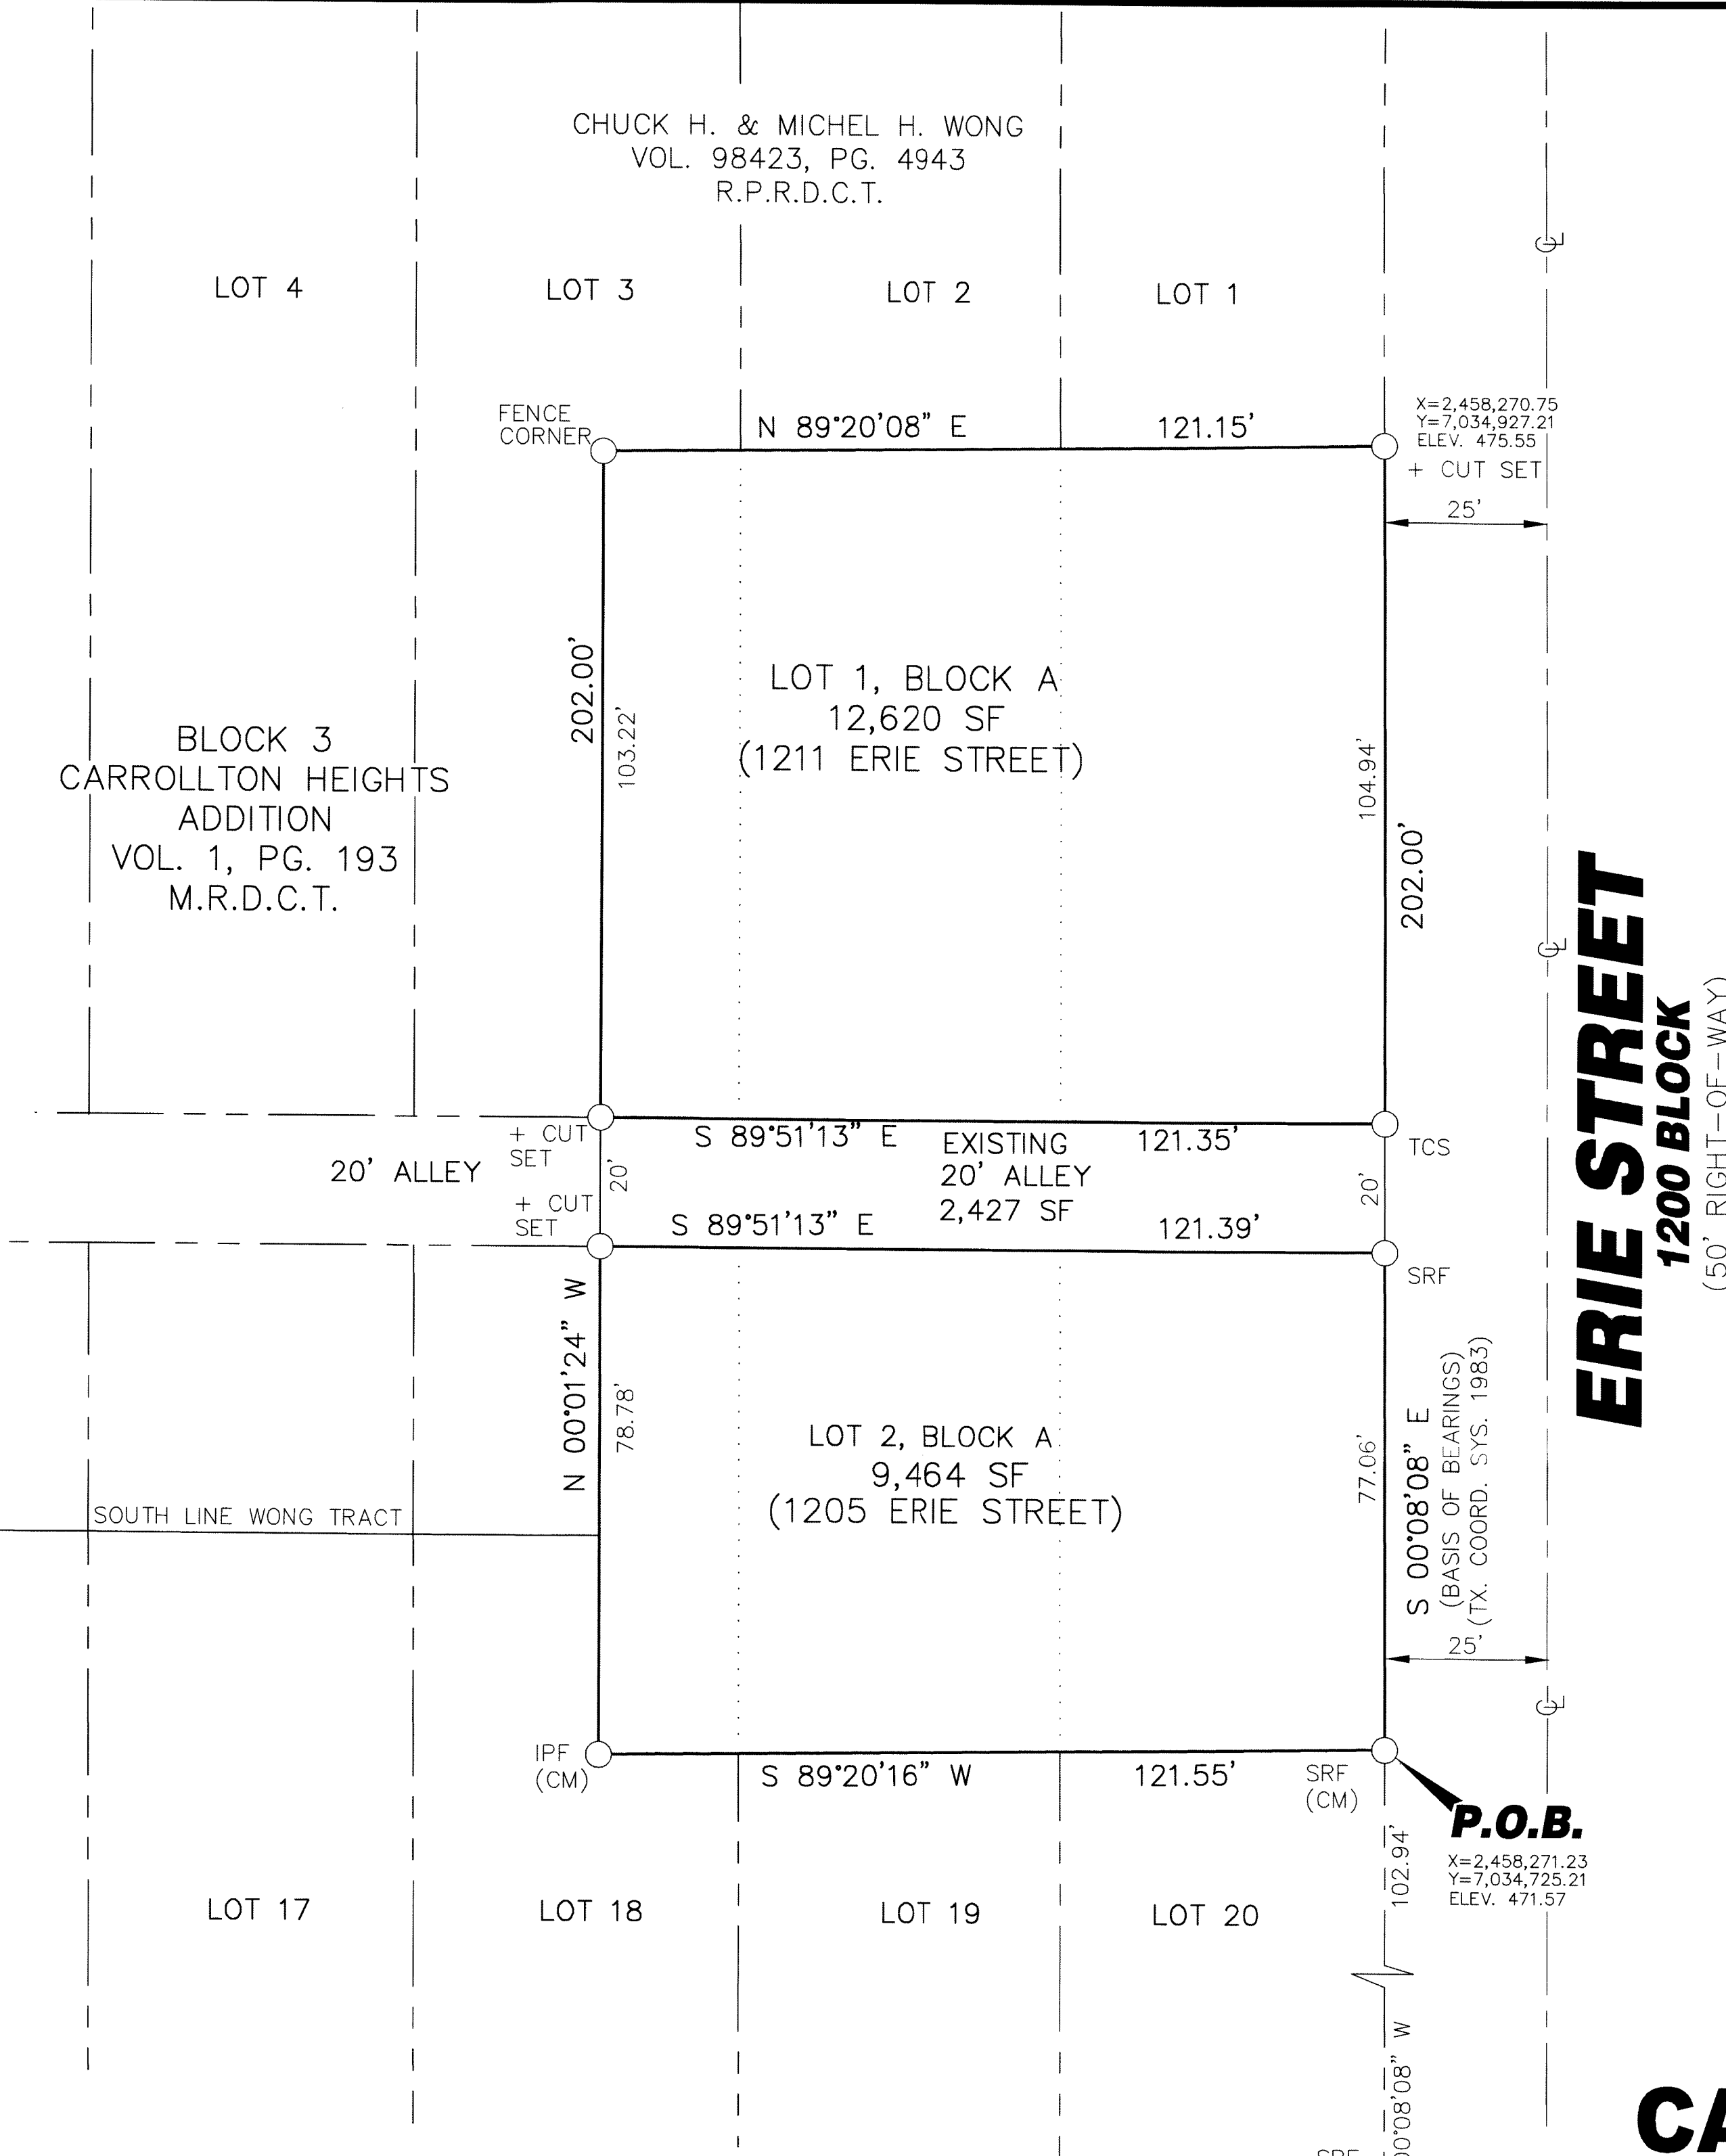 CHUCK H. & MICHEL H. WONG
VOL. 98423, PG. 4943
R.P.R.D.C.T.
LOT 4
LOT 3
LOT 2
LOT 1
FENCE
CORNER
N 89°20'08" E
121.15'
X=2,458,270.75
Y=7,034,927.21
ELEV. 475.55
+ CUT SET
25'
202.00'
103.22'
LOT 1, BLOCK A
12,620 SF
(1211 ERIE STREET)
104.94'
202.00'
BLOCK 3
CARROLLTON HEIGHTS
ADDITION
VOL. 1, PG. 193
M.R.D.C.T.
ERIE STREET
1200 BLOCK
(50' RIGHT-OF-WAY)
+ CUT
SET
S 89°51'13" E
121.35'
TCS
20' ALLEY
20'
EXISTING
20' ALLEY
2,427 SF
20'
+ CUT
SET
S 89°51'13" E
121.39'
SRF
N 00°01'24" W
78.78'
LOT 2, BLOCK A
9,464 SF
(1205 ERIE STREET)
77.06'
S 00°08'08" E
(BASIS OF BEARINGS)
(TX. COORD. SYS. 1983)
SOUTH LINE WONG TRACT
25'
IPF
(CM)
S 89°20'16" W
121.55'
SRF
(CM)
P.O.B.
X=2,458,271.23
Y=7,034,725.21
ELEV. 471.57
102.94'
LOT 17
LOT 18
LOT 19
LOT 20
00°08'08" W
SRF
CA